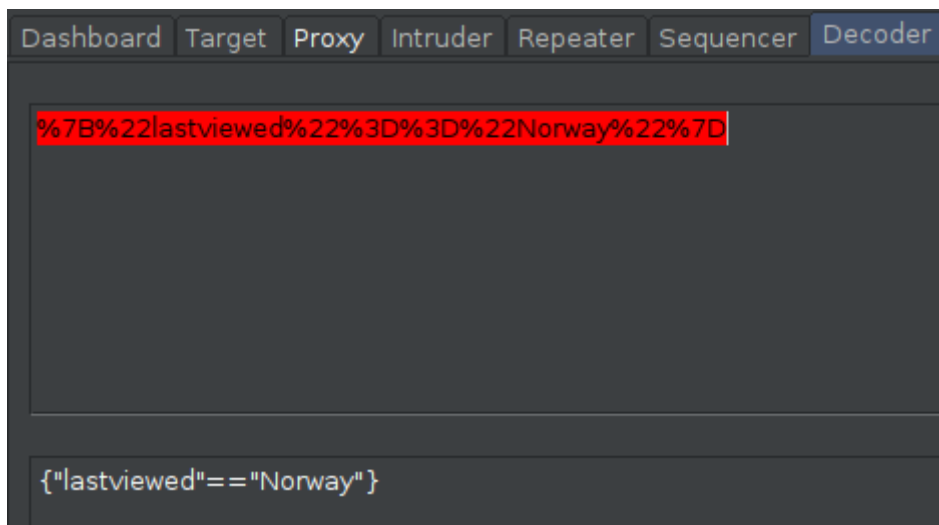 Dashboard Target Proxy Intruder Repeater Sequencer Decoder
%7B%22lastviewed%22%3D%3D%22Norway%22%7D
{"lastviewed"=="Norway"}